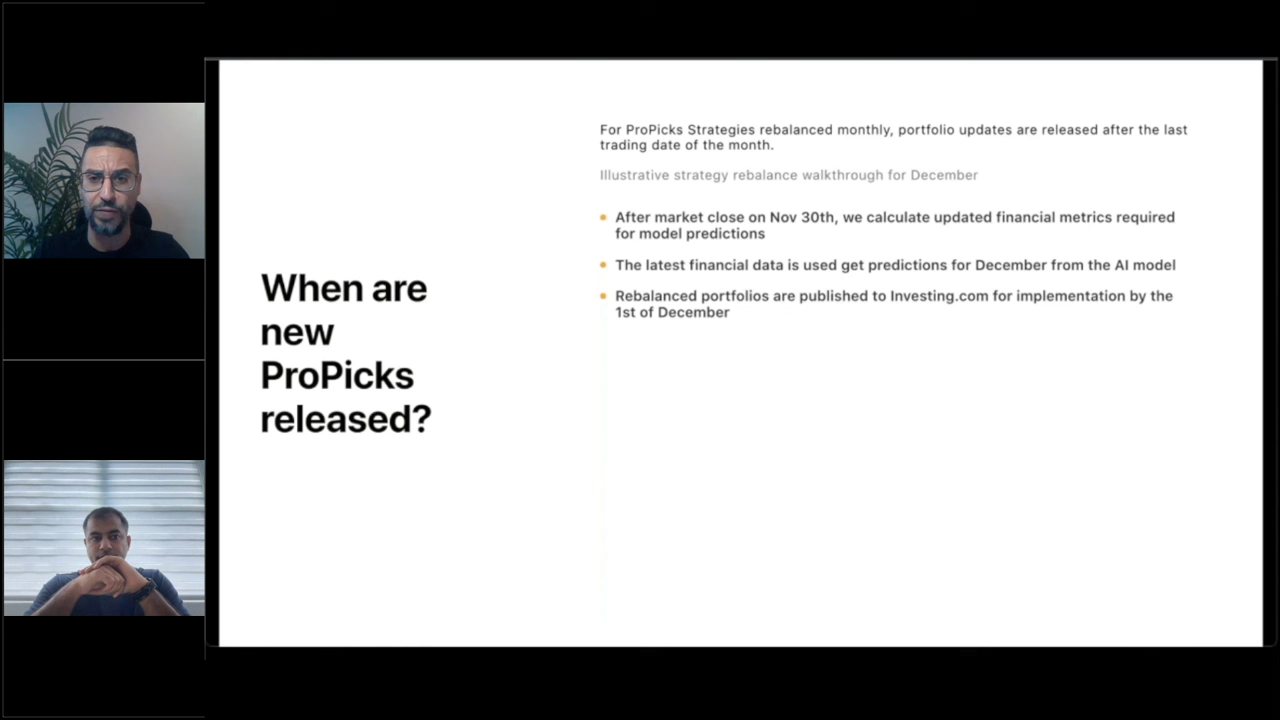 When are
new
ProPicks
released?
For ProPicks Strategies rebalanced monthly, portfolio updates are released after the last
trading date of the month.
Illustrative strategy rebalance walkthrough for December
After market close on Nov 30th, we calculate updated financial metrics required
for model predictions
The latest financial data is used get predictions for December from the AI model
Rebalanced portfolios are published to Investing.com for implementation by the
1st of December